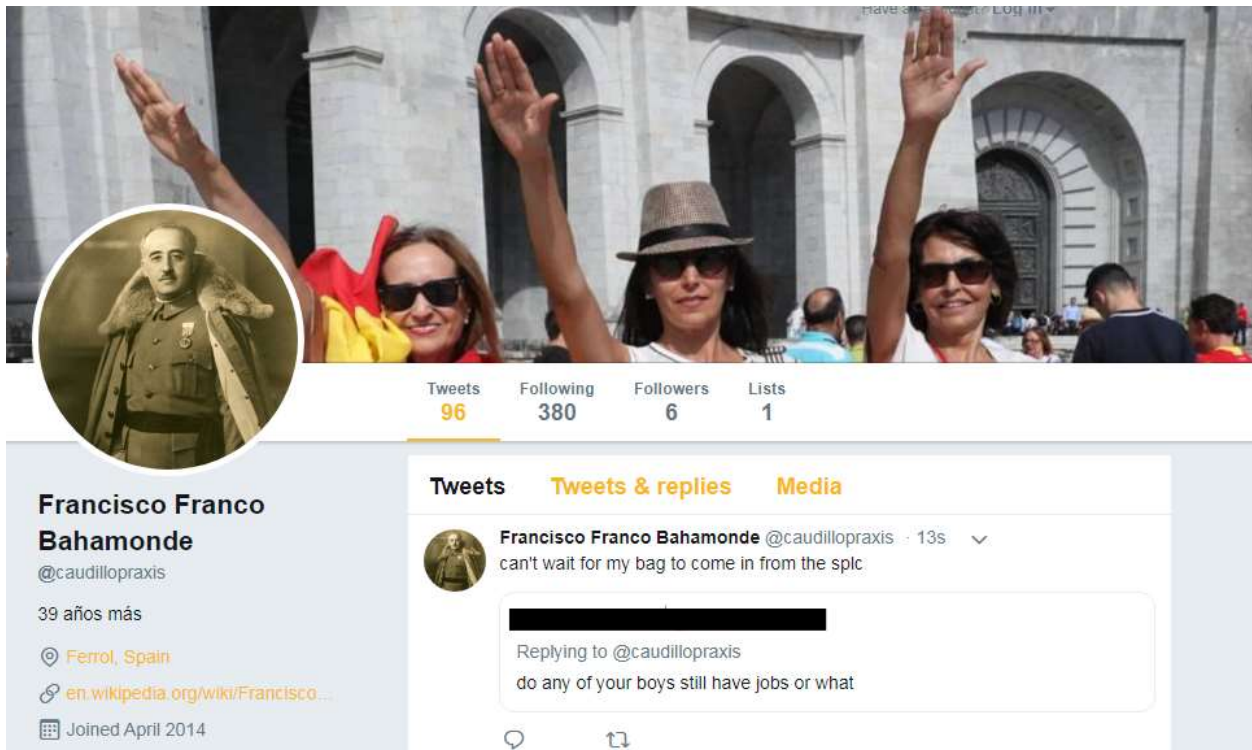 Log in
Tweets Following Followers Lists
96 380 6 1
Francisco Franco
Bahamonde
@caudillopraxis
39 años más
Ferrol, Spain
en.wikipedia.org/wiki/Francisco...
Joined April 2014
Tweets Tweets & replies Media
Francisco Franco Bahamonde @caudillopraxis · 13s
can't wait for my bag to come in from the splc
Replying to @caudillopraxis
do any of your boys still have jobs or what